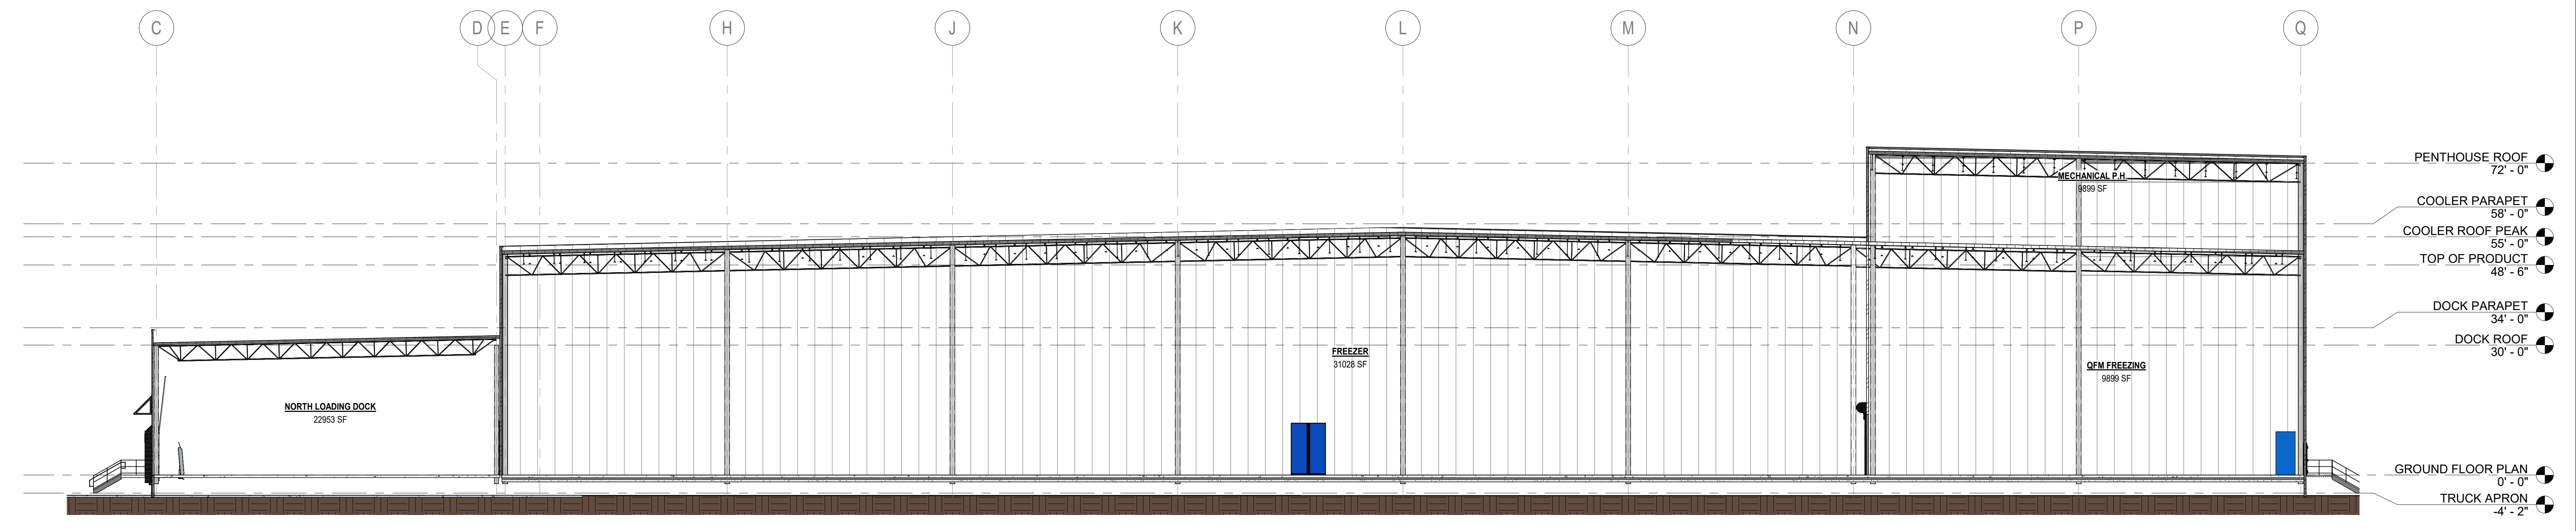 C D E F H J K L M N P Q
PENTHOUSE ROOF
72' - 0"
MECHANICAL P.H.
9899 SF
COOLER PARAPET
58' - 0"
COOLER ROOF PEAK
55' - 0"
TOP OF PRODUCT
48' - 6"
DOCK PARAPET
34' - 0"
DOCK ROOF
30' - 0"
FREEZER
31028 SF
QFM FREEZING
9899 SF
NORTH LOADING DOCK
22953 SF
GROUND FLOOR PLAN
0' - 0"
TRUCK APRON
-4' - 2"